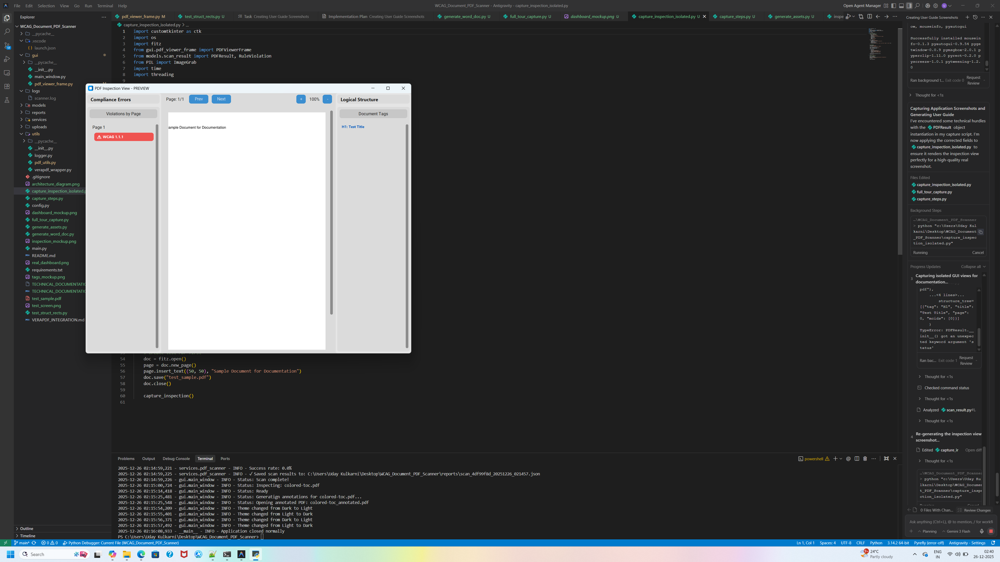 File Edit Selection View Go Run Terminal Help
WCAG_Document_PDF_Scanner - Antigravity - capture_inspection_isolated.py
Open Agent Manager
Explorer
WCAG_Document_PDF_Scanner
__pycache__
.vscode
launch.json
gui
__pycache__
__init__.py
main_window.py
pdf_viewer_frame.py M
logs
scanner.log
models
reports
services
uploads
utils
__pycache__
__init__.py
logger.py
pdf_utils.py
verapdf_wrapper.py
.gitignore
architecture_diagram.png
capture_inspection_isolated.p
capture_steps.py
config.py
dashboard_mockup.png
full_tour_capture.py
generate_assets.py
generate_word_doc.py
inspection_mockup.png
main.py
README.md
real_dashboard.png
requirements.txt
tags_mockup.png
TECHNICAL_DOCUMENTATIO
TECHNICAL_DOCUMENTATIO
test_sample.pdf
test_screen.png
test_struct_rects.py
VERAPDF_INTEGRATION.md
Outline
Timeline
17
pdf_viewer_frame.py M
test_struct_rects.py U
Task Creating User Guide Screenshots
Implementation Plan Creating User Guide Screenshots
generate_word_doc.py U
full_tour_capture.py U
dashboard_mockup.png U
capture_inspection_isolated.py U
capture_steps.py U
generate_assets.py U
inspe
capture_inspection_isolated.py > ...
1 import customtkinter as ctk
2 import os
3 import fitz
4 from gui.pdf_viewer_frame import PDFViewerFrame
5 from models.scan_result import PDFResult, RuleViolation
6 from PIL import ImageGrab
7 import time
8 import threading
9
PDF Inspection View - PREVIEW
Compliance Errors
Violations by Page
Page 1
⚠ WCAG 1.1.1
Page: 1/1 Prev Next + 100% -
ample Document for Documentation
Logical Structure
Document Tags
H1: Test Title
54 doc = fitz.open()
55 page = doc.new_page()
56 page.insert_text((50, 50), "Sample Document for Documentation")
57 doc.save("test_sample.pdf")
58 doc.close()
59
60 capture_inspection()
61
Problems Output Debug Console Terminal Ports
powershell
2025-12-26 02:14:59,221 - services.pdf_scanner - INFO - Success rate: 0.0%
2025-12-26 02:14:59,225 - services.pdf_scanner - INFO - ✓ Saved scan results to: C:\Users\Uday Kulkarni\Desktop\WCAG_Document_PDF_Scanner\reports\scan_4df99f8d_20251226_021457.json
2025-12-26 02:14:59,226 - gui.main_window - INFO - Status: Scan complete!
2025-12-26 02:15:00,724 - gui.main_window - INFO - Status: Inspecting: colored-toc.pdf
2025-12-26 02:15:14,418 - gui.main_window - INFO - Status: Ready
2025-12-26 02:15:25,481 - gui.main_window - INFO - Status: Generatign annotations for colored-toc.pdf...
2025-12-26 02:15:25,548 - gui.main_window - INFO - Status: Opening annotated PDF: colored-toc_annotated.pdf
2025-12-26 02:15:54,209 - gui.main_window - INFO - Theme changed from Dark to Light
2025-12-26 02:15:55,401 - gui.main_window - INFO - Theme changed from Light to Dark
2025-12-26 02:15:56,371 - gui.main_window - INFO - Theme changed from Dark to Light
2025-12-26 02:15:57,492 - gui.main_window - INFO - Theme changed from Light to Dark
2025-12-26 02:16:08,933 - __main__ - INFO - Application closed normally
PS C:\Users\Uday Kulkarni\Desktop\WCAG_Document_PDF_Scanner>
Creating User Guide Screenshots
ow, mouseinfo, pyautogui
Successfully installed mousein
fo-0.1.3 pyautogui-0.9.54 pyge
twindow-0.0.9 pymsgbox-2.0.1 p
yperclip-1.11.0 pyrect-0.2.0 p
yscreeze-1.0.1 pytweening-1.2.
0
Ran background t... Exit code 0 Request Review
Thought for <1s
Capturing Application Screenshots and
Generating User Guide
I've encountered some technical hurdles
with the PDFResult object
instantiation in my capture script. I'm
now applying the corrected fields to
capture_inspection_isolated.py to
ensure it renders the inspection view
perfectly for a high-quality real
screenshot.
Files Edited
capture_inspection_isolated.py
full_tour_capture.py
capture_steps.py
Background Steps
…\WCAG_Document_PDF_Scanner
> python "c:\Users\Uday Kul
karni\Desktop\WCAG_Document
_PDF_Scanner\capture_inspec
tion_isolated.py"
Running Cancel
Progress Updates Collapse all
3 Capturing isolated GUI views for
documentation...
pdf"),
...<4 lines>...
structure_tree=
[{"tag": "H1", "title":
"Test Title", "page":
0, "mcids": [0]}]
)
TypeError: PDFResult.__
init__() got an unexpec
ted keyword argument 's
tatus'
Ran bac... Exit code 1 Request Review
Thought for <1s
Checked command status
Thought for <1s
Analyzed scan_result.py#L
Thought for <1s
4 Re-generating the inspection view
screenshot...
Edited capture_ir Open diff
Thought for <1s
…\WCAG_Document_PDF_Scanner
> python "c:\Users\Uday Ku
lkarni\Desktop\WCAG_Documen
t_PDF_Scanner\capture_inspe
ction_isolated.py"
0 Files With Chan... Review Changes
Ask anything (Ctrl+L), @ to mention, / for workfl
Planning Gemini 3 Flash
main* 0 0 Python Debugger: Current File (WCAG_Document_PDF_Scanner)
Ln 1, Col 1 Spaces: 4 UTF-8 CRLF Python 3.14.2 64-bit Pyrefly (error-off) Antigravity - Settings
Search
9+
24°C
Partly cloudy
ENG
IN
02:40
26-12-2025